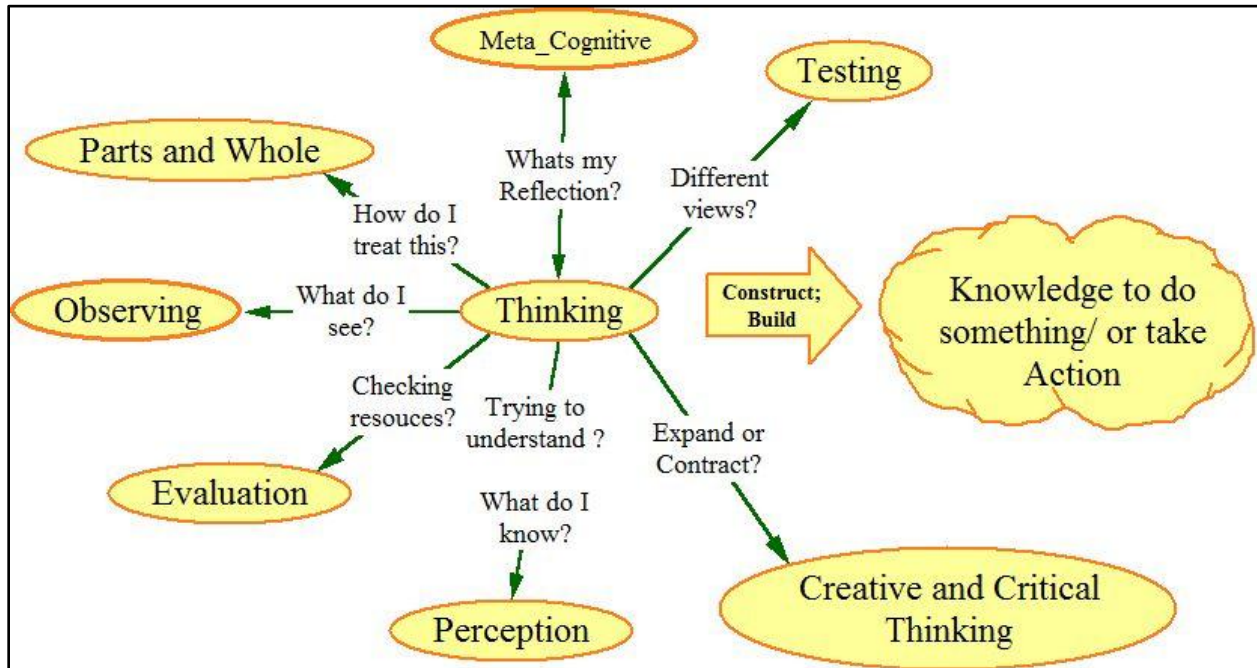 Meta_Cognitive
Testing
Parts and Whole
Whats my
Reflection?
Different
views?
How do I
treat this?
Observing
What do I
see?
Thinking
Construct;
Build
Knowledge to do
something/ or take
Action
Checking
resouces?
Trying to
understand ?
Expand or
Contract?
Evaluation
What do I
know?
Perception
Creative and Critical
Thinking